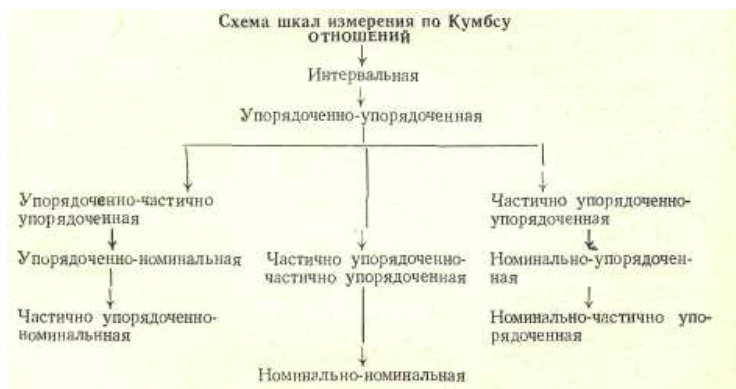 Схема шкал измерения по Кумбсу
ОТНОШЕНИЙ
Интервальная
Упорядоченно-упорядоченная
Упорядоченно-частично
упорядоченная
Упорядоченно-номинальная
Частично упорядоченно-
номинальнная
Частично упорядоченно-
частично упорядоченная
Номинально-номинальная
Частично упорядоченно-
упорядоченная
Номинально-упорядочен-
ная
Номинально-частично упо-
рядоченная